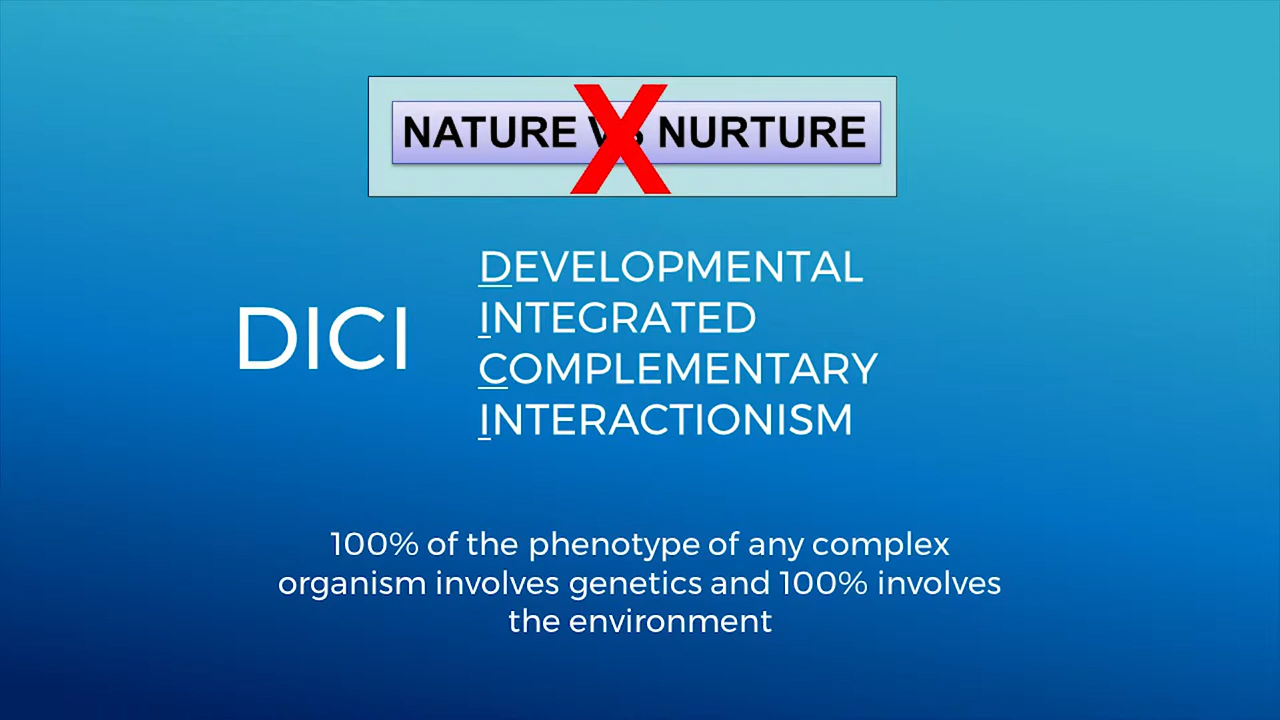 NATURE VS NURTURE
X
DICI
DEVELOPMENTAL
INTEGRATED
COMPLEMENTARY
INTERACTIONISM
100% of the phenotype of any complex
organism involves genetics and 100% involves
the environment